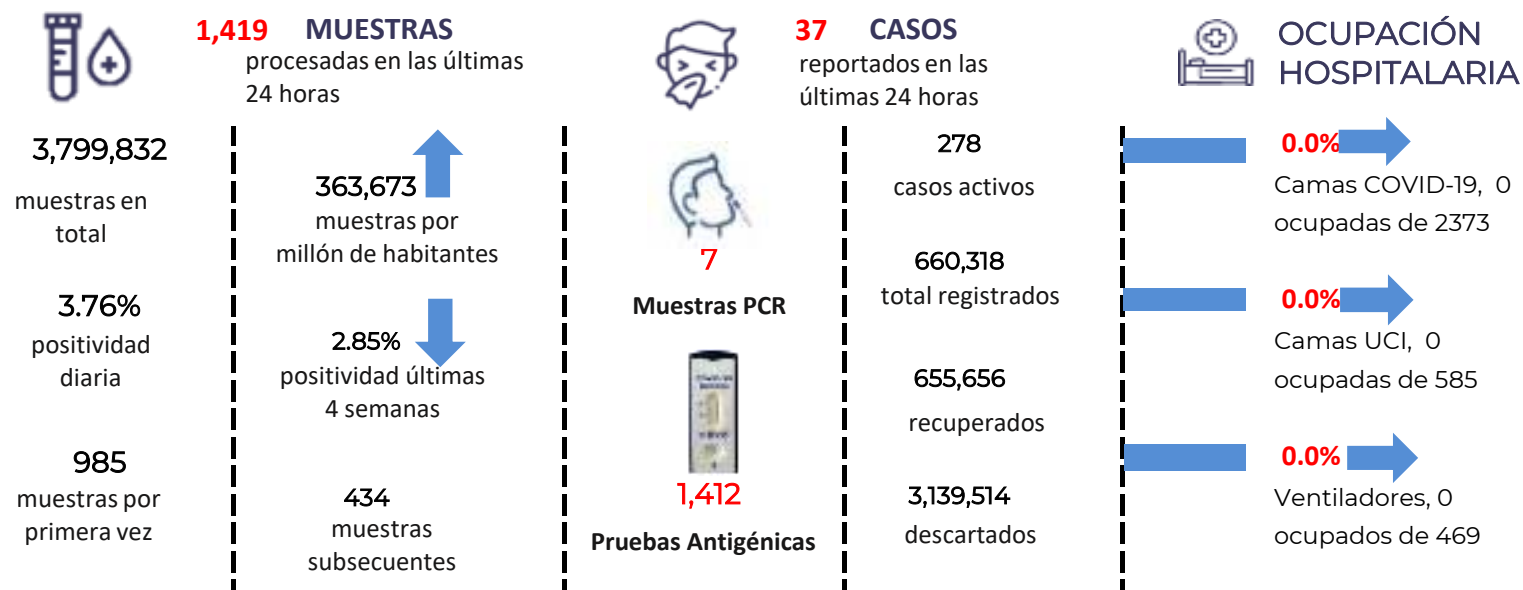 1,419 MUESTRAS
procesadas en las últimas
24 horas
37 CASOS
reportados en las
últimas 24 horas
OCUPACIÓN
HOSPITALARIA
3,799,832
muestras en
total
3.76%
positividad
diaria
985
muestras por
primera vez
363,673
muestras por
millón de habitantes
2.85%
positividad últimas
4 semanas
434
muestras
subsecuentes
7
Muestras PCR
1,412
Pruebas Antigénicas
278
casos activos
660,318
total registrados
655,656
recuperados
3,139,514
descartados
0.0%
Camas COVID-19, 0
ocupadas de 2373
0.0%
Camas UCI, 0
ocupadas de 585
0.0%
Ventiladores, 0
ocupados de 469